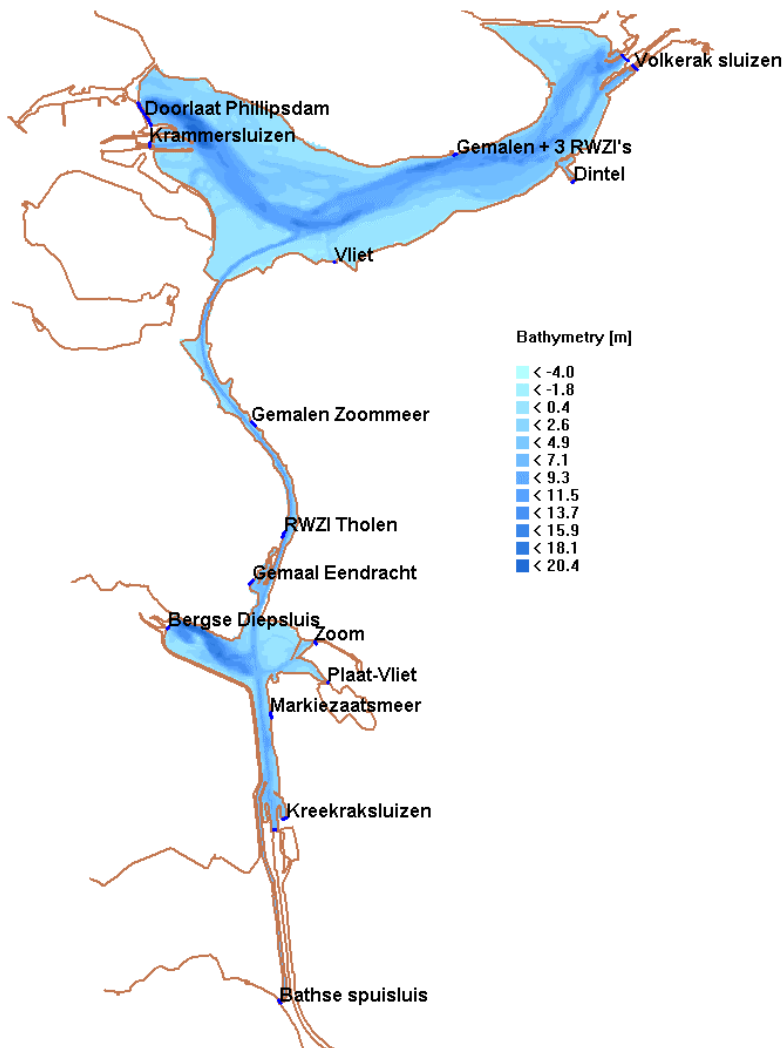 Volkerak sluizen
Doorlaat Phillipsdam
Krammersluizen
Gemalen + 3 RWZI's
Dintel
Vliet
Bathymetry [m]
< -4.0
< -1.8
< 0.4
< 2.6
< 4.9
< 7.1
< 9.3
< 11.5
< 13.7
< 15.9
< 18.1
< 20.4
Gemalen Zoommeer
RWZI Tholen
Gemaal Eendracht
Bergse Diepsluis
Zoom
Plaat-Vliet
Markiezaatsmeer
Kreekraksluizen
Bathse spuisluis